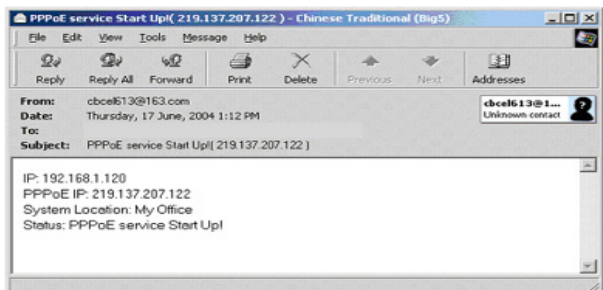 PPPoE service Start Up!( 219.137.207.122 ) - Chinese Traditional (Big5)
File Edit View Tools Message Help
Reply Reply All Forward Print Delete Previous Next Addresses
From: cbcel613@163.com
cbcel613@1...
Date: Thursday, 17 June, 2004 1:12 PM
Unknown contact
To:
Subject: PPPoE service Start Up!( 219.137.207.122 )
IP: 192.168.1.120
PPPoE IP: 219.137.207.122
System Location: My Office
Status: PPPoE service Start Up!